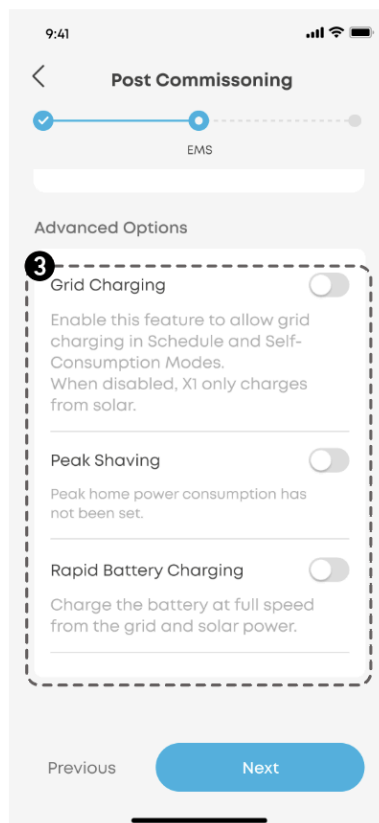 9:41
Post Commissoning
EMS
Advanced Options
3
Grid Charging
Enable this feature to allow grid
charging in Schedule and Self-
Consumption Modes.
When disabled, X1 only charges
from solar.
Peak Shaving
Peak home power consumption has
not been set.
Rapid Battery Charging
Charge the battery at full speed
from the grid and solar power.
Previous
Next